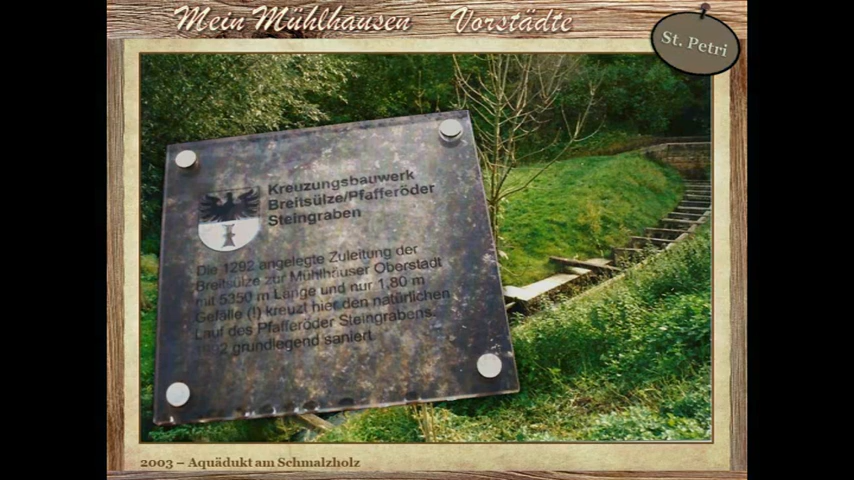 Mein Mühlhausen Vorstädte
St. Petri
Kreuzungsbauwerk
Breitsülze/Pfafferöder
Steingraben
Die 1292 angelegte Zuleitung der
Breitsülze zur Mühlhäuser Oberstadt
mit 5350 m Länge und nur 1,80 m
Gefälle (!) kreuzt hier den natürlichen
Lauf des Pfafferöder Steingrabens.
grundlegend saniert.
2003 – Aquädukt am Schmalzholz